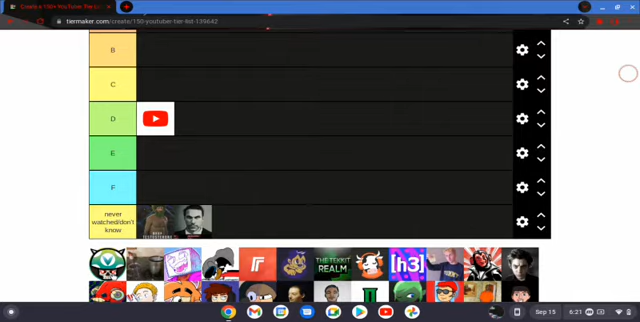 Create a 150+ YouTuber Tier List
tiermaker.com/create/150-youtuber-tier-list-139642
B
C
D
E
F
never
watched/don't
know
THE TEKKIT
REALM
[h3]
Sep 15
6:21